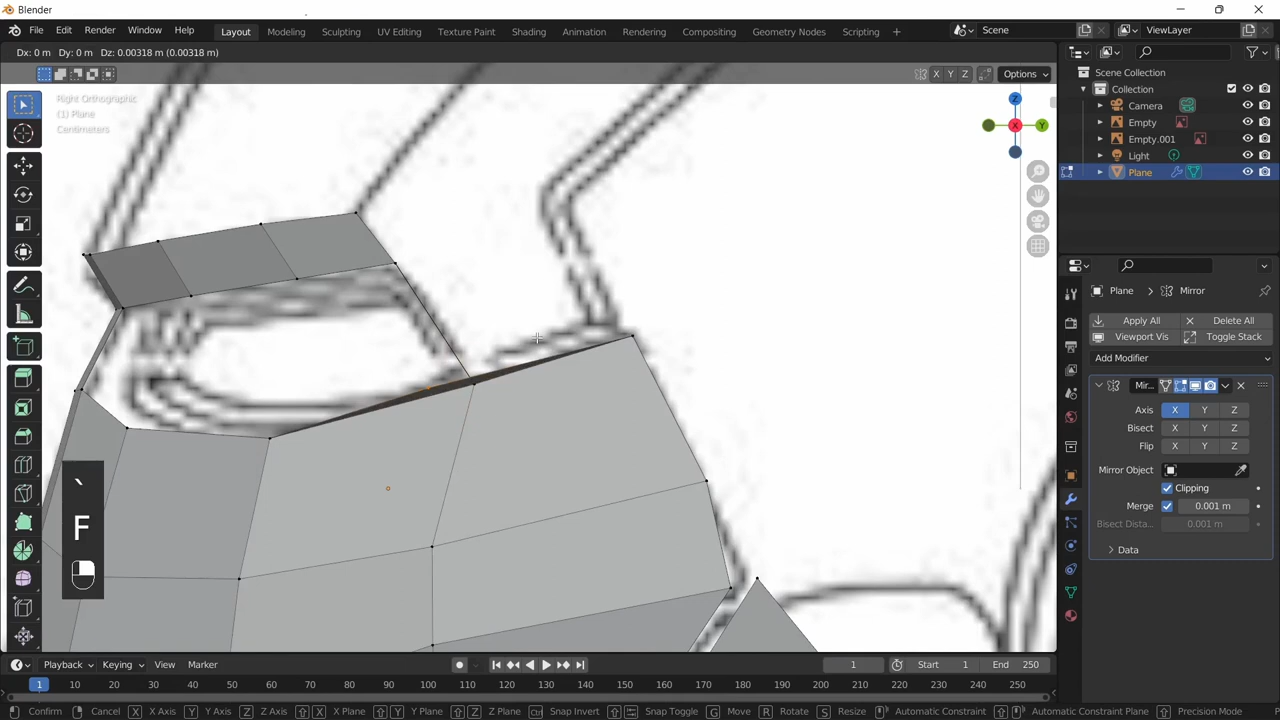 Blender
File Edit Render Window Help
Layout Modeling Sculpting UV Editing Texture Paint Shading Animation Rendering Compositing Geometry Nodes Scripting +
Scene ViewLayer
Dx: 0 m Dy: 0 m Dz: 0.00318 m (0.00318 m)
X Y Z Options
Right Orthographic
(1) Plane
Centimeters
Z
X
Y
`
F
Scene Collection
Collection
Camera
Empty
Empty.001
Light
Plane
Plane > Mirror
Apply All Delete All
Viewport Vis Toggle Stack
Add Modifier
Mir...
Axis X Y Z
Bisect X Y Z
Flip X Y Z
Mirror Object
Clipping
Merge 0.001 m
Bisect Dista... 0.001 m
Data
Playback Keying View Marker 1 Start 1 End 250
1 10 20 30 40 50 60 70 80 90 100 110 120 130 140 150 160 170 180 190 200 210 220 230 240 250
Confirm Cancel X X Axis Y Y Axis Z Z Axis X X Plane Y Y Plane Z Z Plane Snap Invert Snap Toggle G Move R Rotate S Resize Automatic Constraint Automatic Constraint Plane Precision Mode